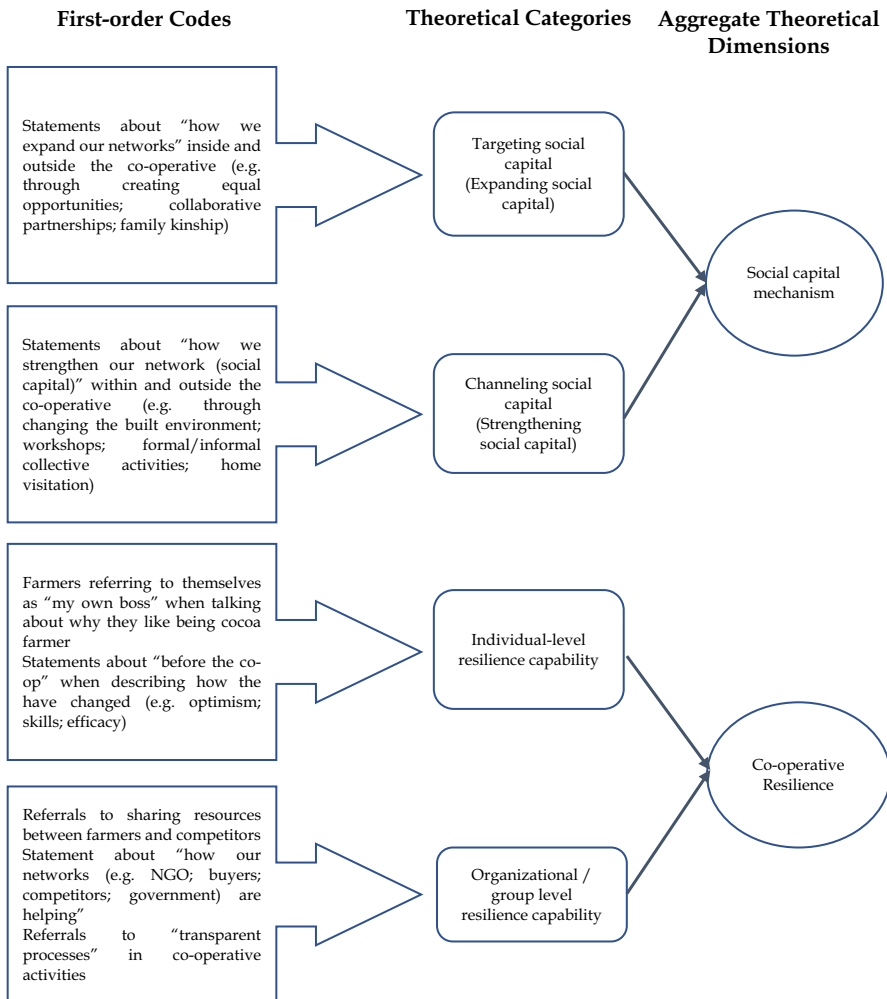 First-order Codes
Theoretical Categories
Aggregate Theoretical
Dimensions
Statements about “how we
expand our networks” inside and
outside the co-operative (e.g.
through creating equal
opportunities; collaborative
partnerships; family kinship)
Targeting social
capital
(Expanding social
capital)
Social capital
mechanism
Statements about “how we
strengthen our network (social
capital)” within and outside the
co-operative (e.g. through
changing the built environment;
workshops; formal/informal
collective activities; home
visitation)
Channeling social
capital
(Strengthening
social capital)
Farmers referring to themselves
as “my own boss” when talking
about why they like being cocoa
farmer
Statements about “before the co-
op” when describing how the
have changed (e.g. optimism;
skills; efficacy)
Individual-level
resilience capability
Co-operative
Resilience
Referrals to sharing resources
between farmers and competitors
Statement about “how our
networks (e.g. NGO; buyers;
competitors; government) are
helping”
Referrals to “transparent
processes” in co-operative
activities
Organizational /
group level
resilience capability